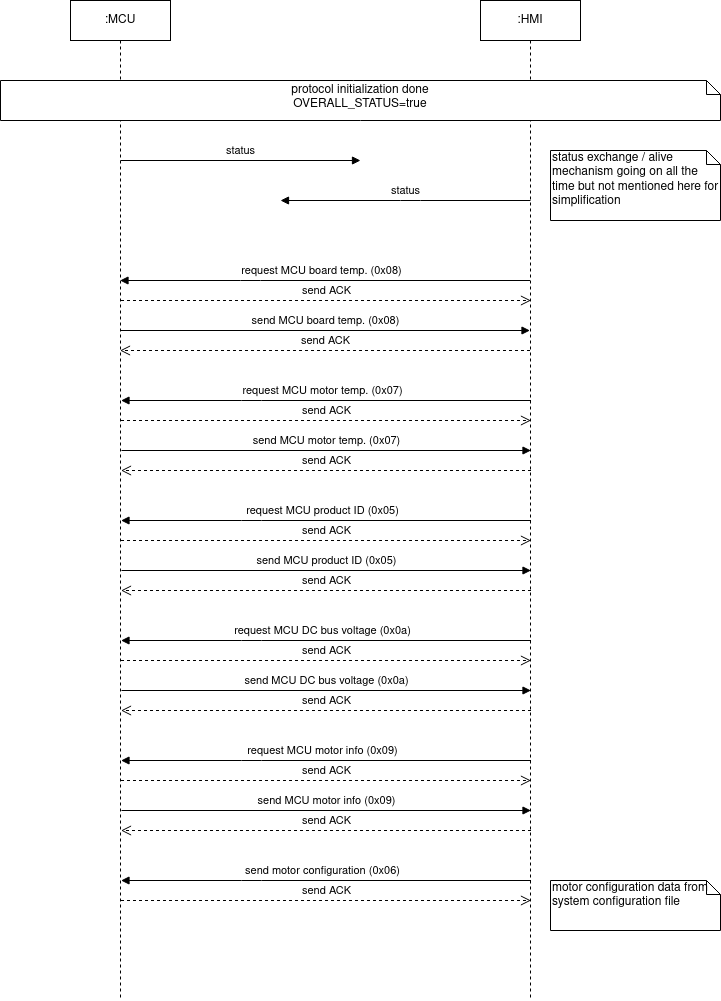 :MCU
:HMI
protocol initialization done
OVERALL_STATUS=true
status
status exchange / alive
mechanism going on all the
time but not mentioned here for
simplification
status
request MCU board temp. (0x08)
send ACK
send MCU board temp. (0x08)
send ACK
request MCU motor temp. (0x07)
send ACK
send MCU motor temp. (0x07)
send ACK
request MCU product ID (0x05)
send ACK
send MCU product ID (0x05)
send ACK
request MCU DC bus voltage (0x0a)
send ACK
send MCU DC bus voltage (0x0a)
send ACK
request MCU motor info (0x09)
send ACK
send MCU motor info (0x09)
send ACK
send motor configuration (0x06)
send ACK
motor configuration data from
system configuration file